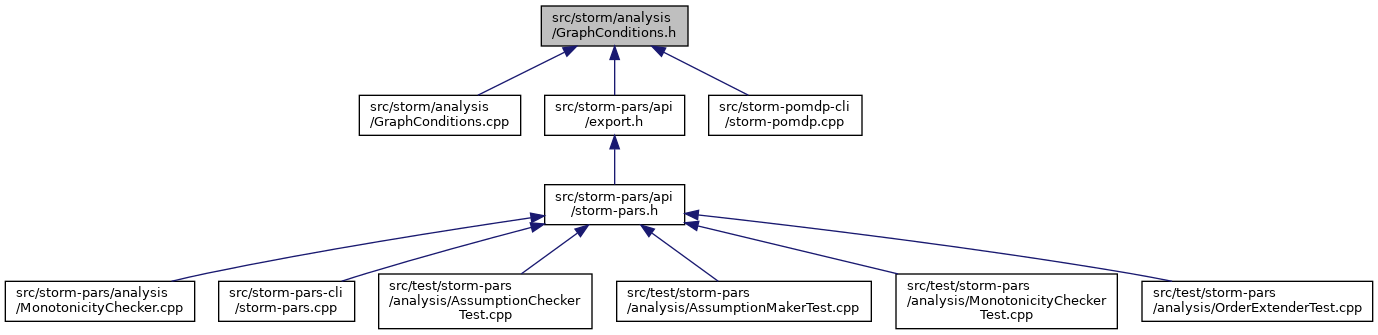 src/storm/analysis
/GraphConditions.h
src/storm/analysis
/GraphConditions.cpp
src/storm-pars/api
/export.h
src/storm-pomdp-cli
/storm-pomdp.cpp
src/storm-pars/api
/storm-pars.h
src/storm-pars/analysis
/MonotonicityChecker.cpp
src/storm-pars-cli
/storm-pars.cpp
src/test/storm-pars
/analysis/AssumptionChecker
Test.cpp
src/test/storm-pars
/analysis/AssumptionMakerTest.cpp
src/test/storm-pars
/analysis/MonotonicityChecker
Test.cpp
src/test/storm-pars
/analysis/OrderExtenderTest.cpp